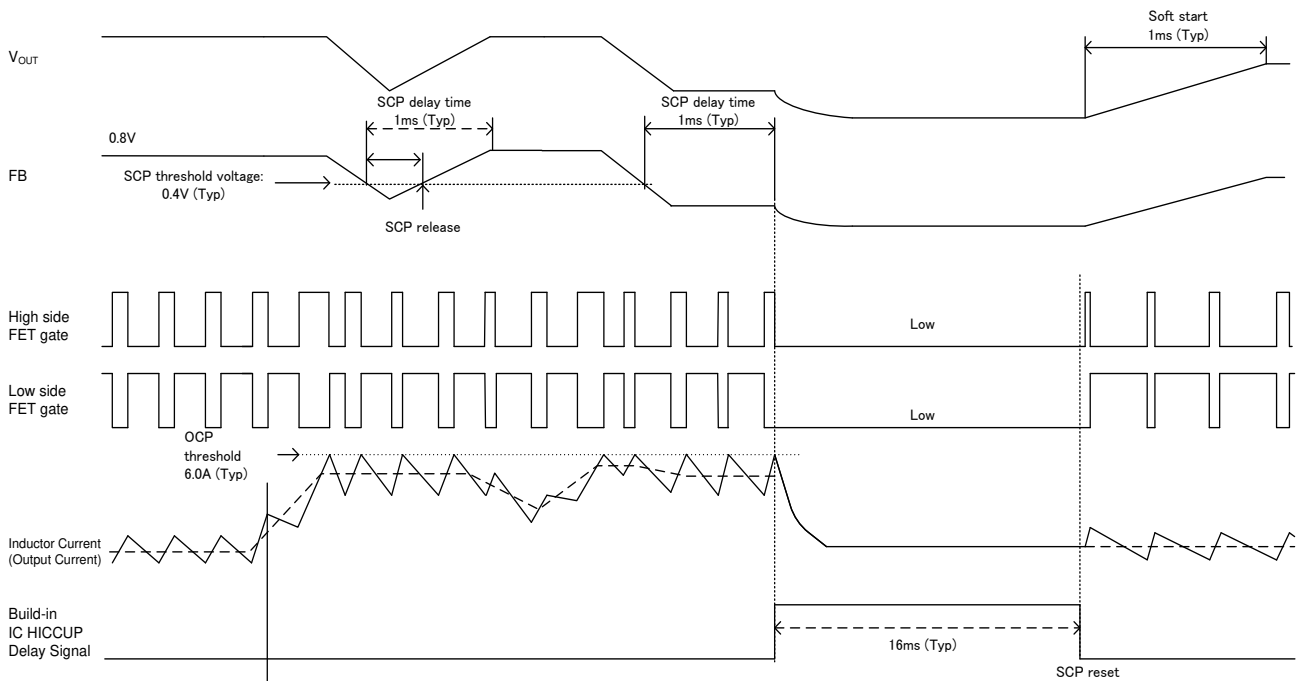 Soft start
1ms (Typ)
VOUT
SCP delay time
1ms (Typ)
SCP delay time
1ms (Typ)
0.8V
FB
SCP threshold voltage:
0.4V (Typ)
SCP release
High side
FET gate
Low
Low side
FET gate
Low
OCP
threshold
6.0A (Typ)
Inductor Current
(Output Current)
Build-in
IC HICCUP
Delay Signal
16ms (Typ)
SCP reset